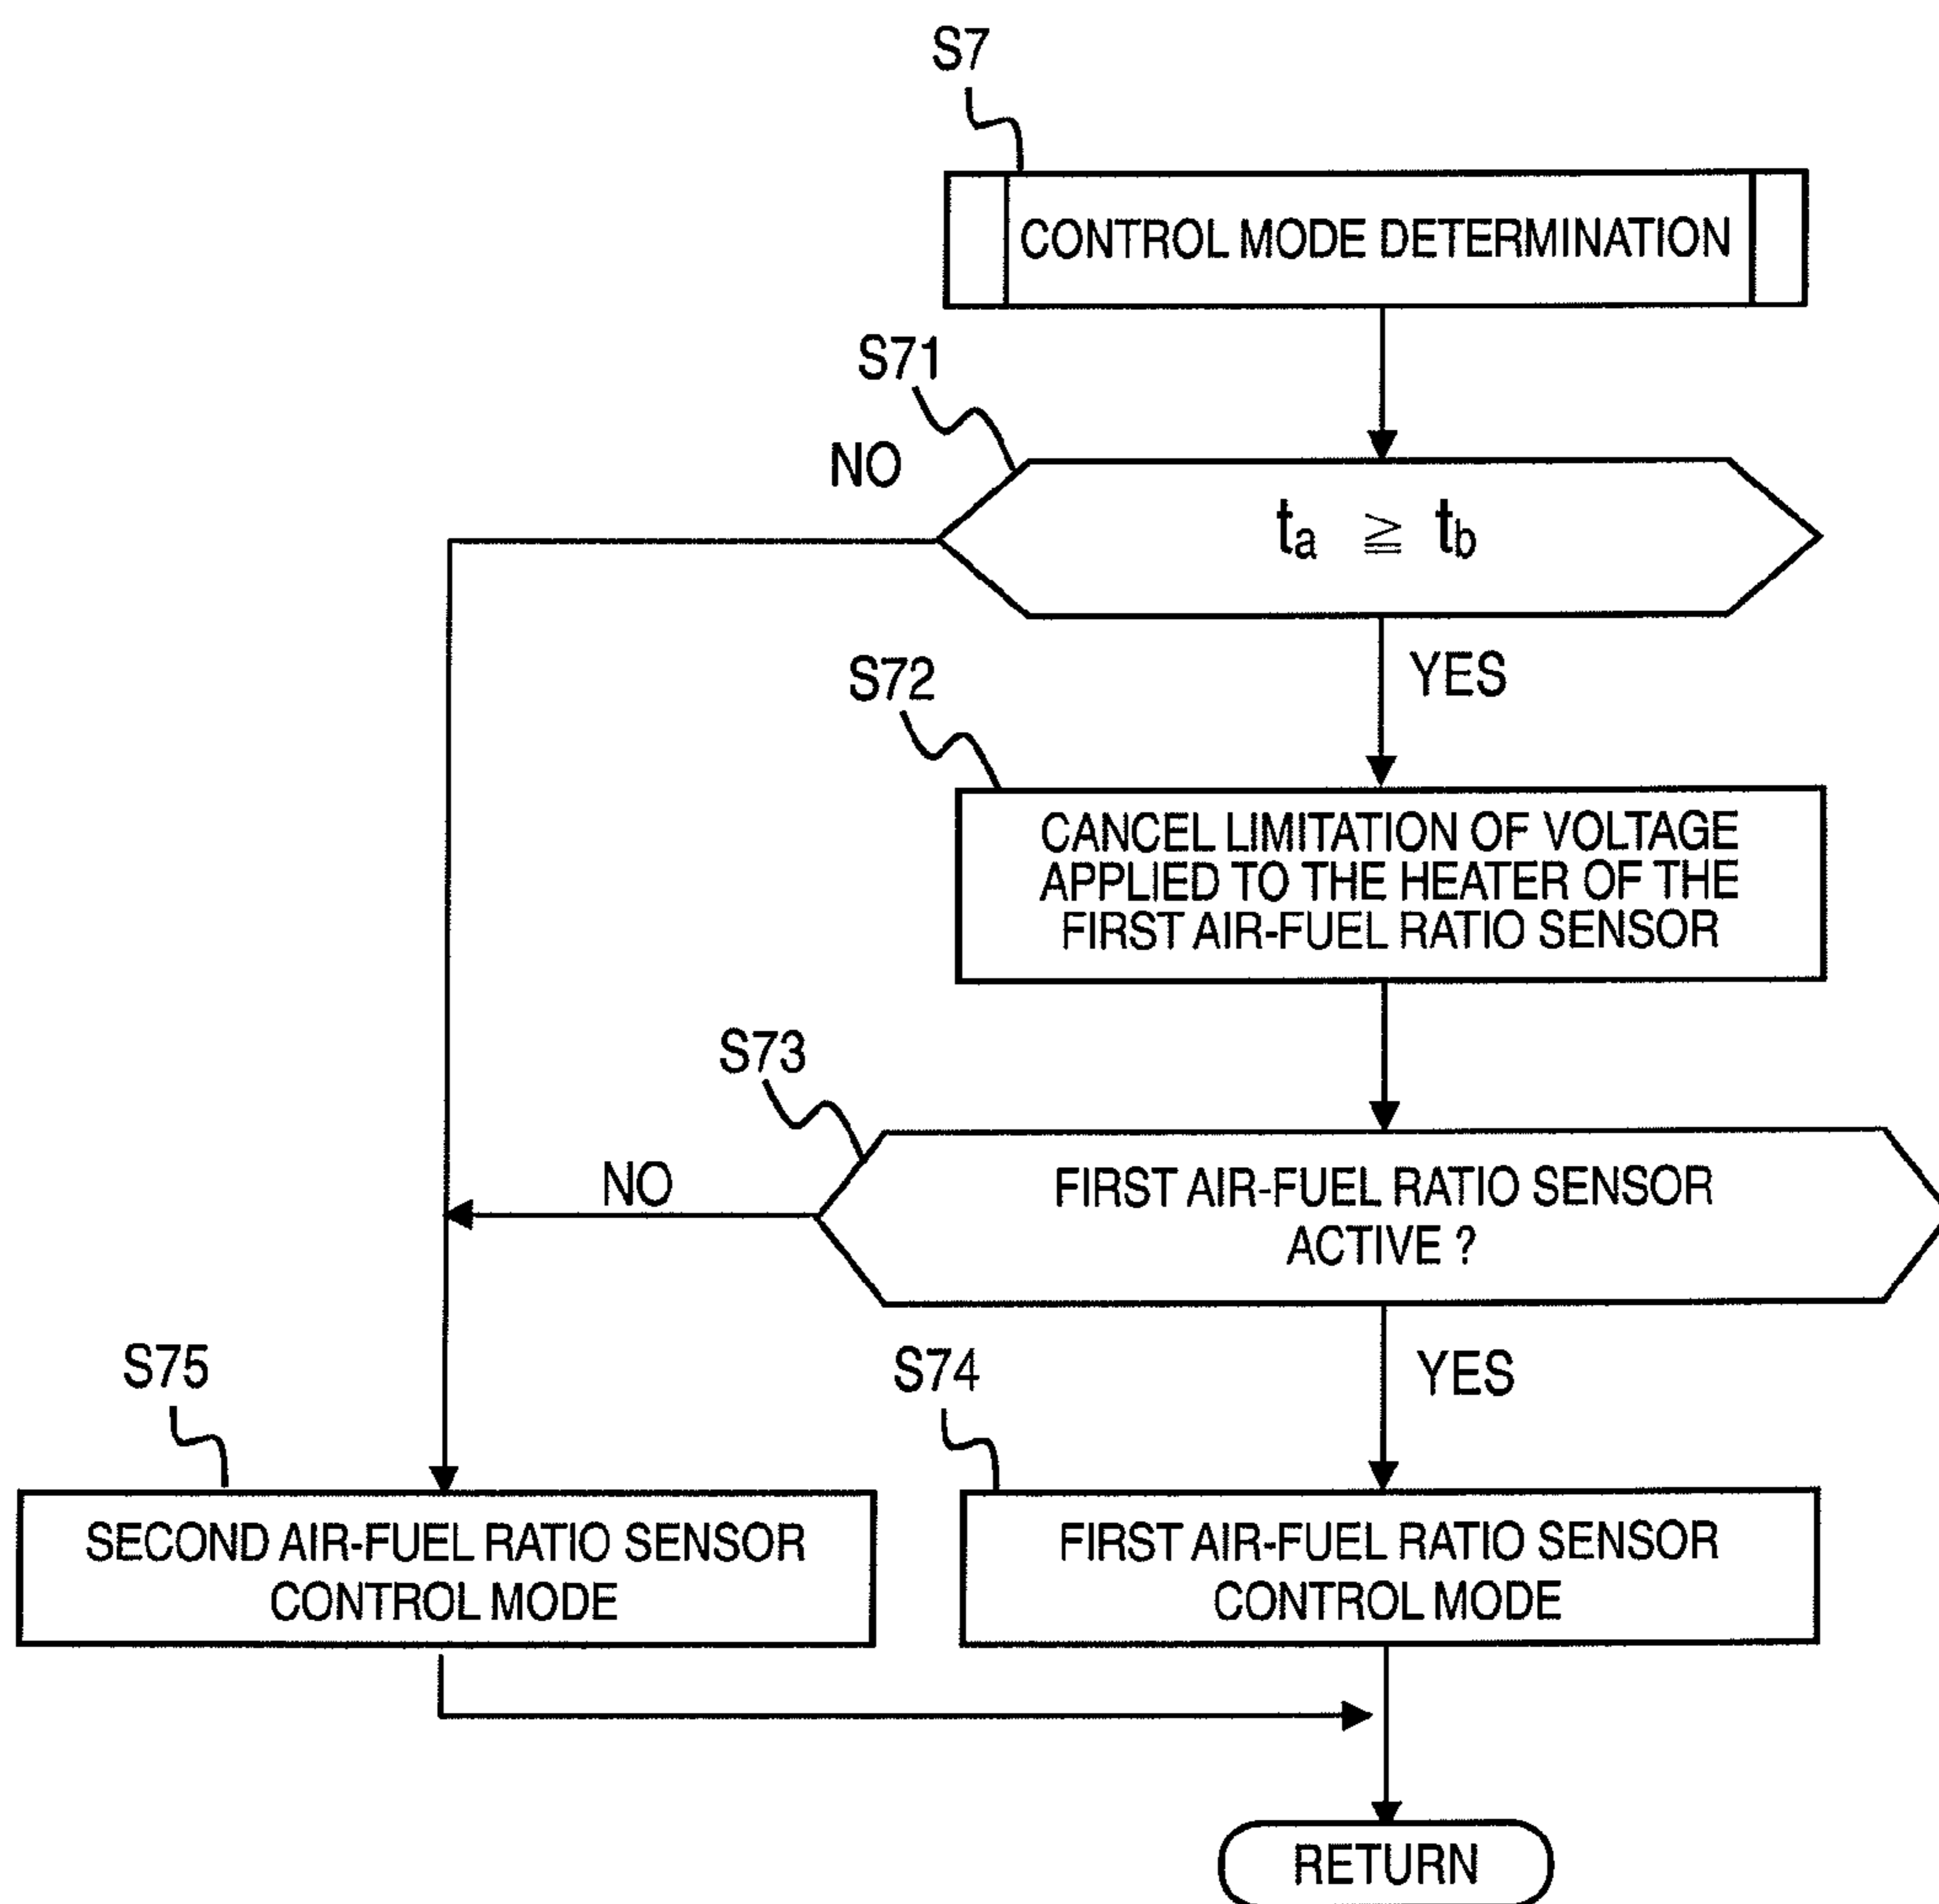 S7
CONTROL MODE DETERMINATION
S71
NO
ta ≧ tb
YES
S72
CANCEL LIMITATION OF VOLTAGE
APPLIED TO THE HEATER OF THE
FIRST AIR-FUEL RATIO SENSOR
S73
NO
FIRST AIR-FUEL RATIO SENSOR
ACTIVE ?
YES
S75
S74
SECOND AIR-FUEL RATIO SENSOR
CONTROL MODE
FIRST AIR-FUEL RATIO SENSOR
CONTROL MODE
RETURN